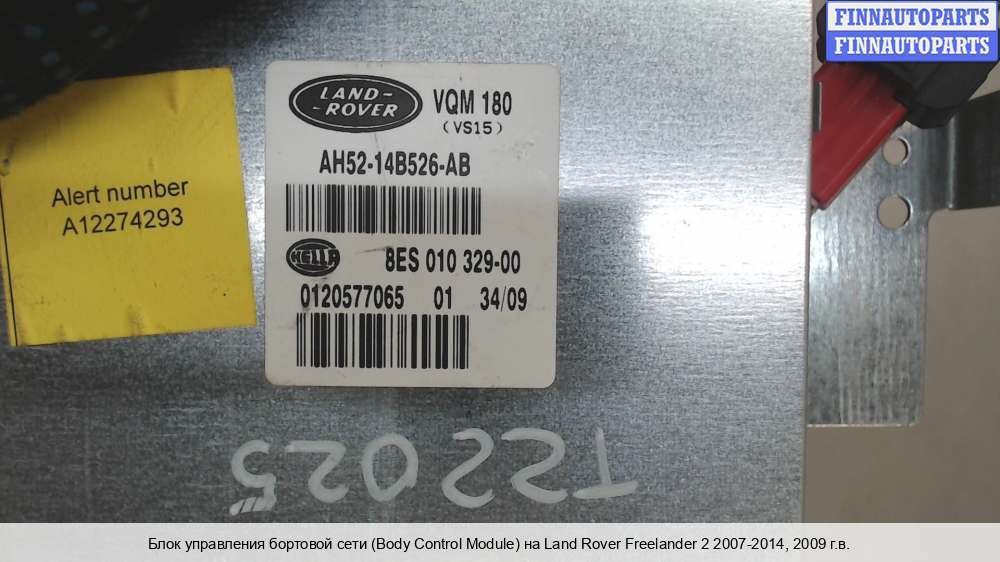 FINNAUTOPARTS
FINNAUTOPARTS
LAND-
-ROVER
VQM 180
(VS15)
AH52-14B526-AB
Alert number
A12274293
HELLA
8ES 010 329-00
0120577065 01 34/09
T22025
Блок управления бортовой сети (Body Control Module) на Land Rover Freelander 2 2007-2014, 2009 г.в.